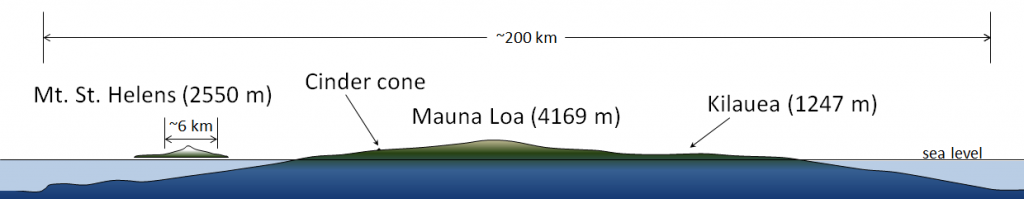 ~200 km
Cinder cone
Mt. St. Helens (2550 m)
Mauna Loa (4169 m)
Kilauea (1247 m)
~6 km
sea level